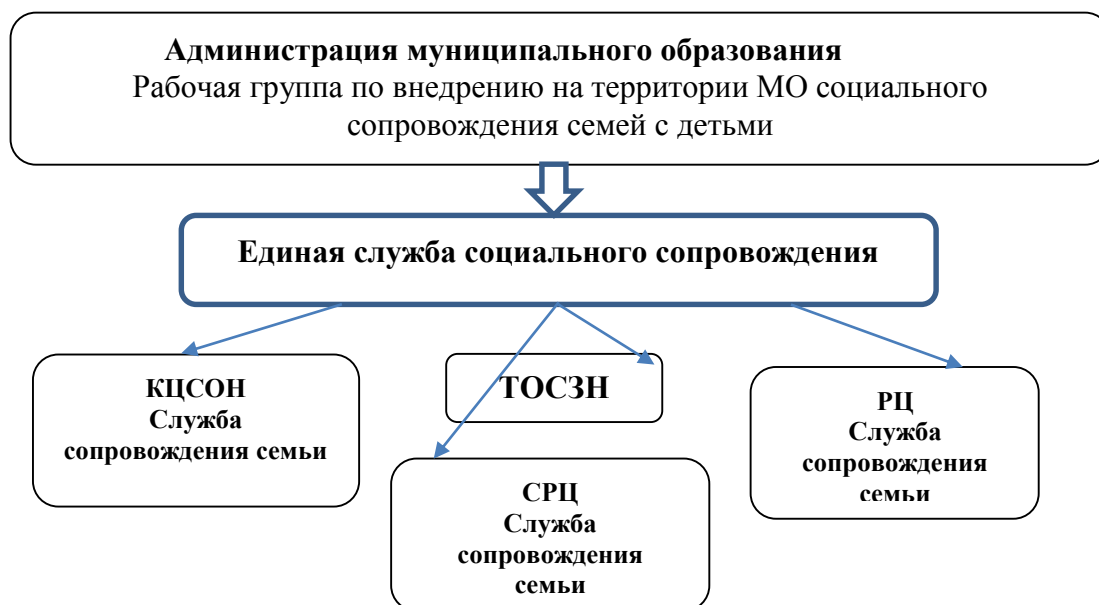 Администрация муниципального образования
Рабочая группа по внедрению на территории МО социального
сопровождения семей с детьми
Единая служба социального сопровождения
КЦСОН
Служба
сопровождения семьи
ТОСЗН
РЦ
Служба
сопровождения
семьи
СРЦ
Служба
сопровождения
семьи